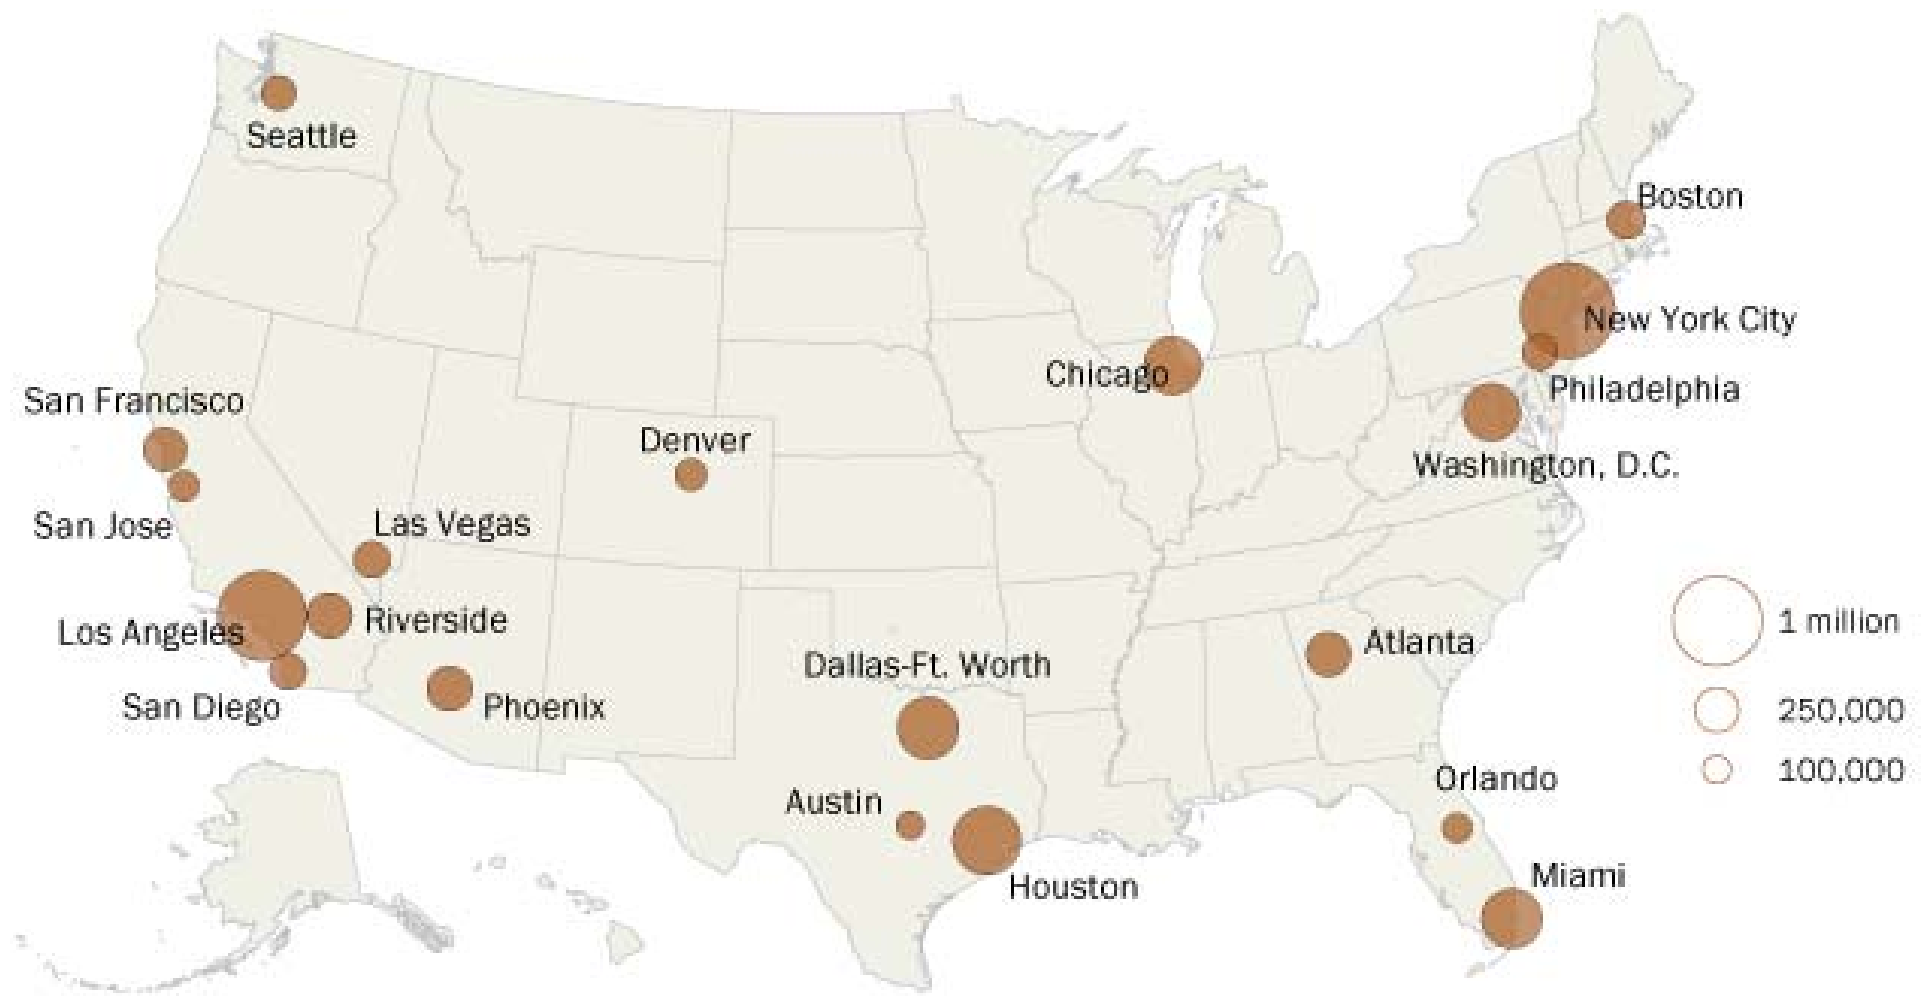 Seattle
Boston
New York City
Chicago
Philadelphia
San Francisco
Denver
Washington, D.C.
San Jose
Las Vegas
Los Angeles
Riverside
1 million
Atlanta
Dallas-Ft. Worth
San Diego
Phoenix
250,000
100,000
Orlando
Austin
Miami
Houston